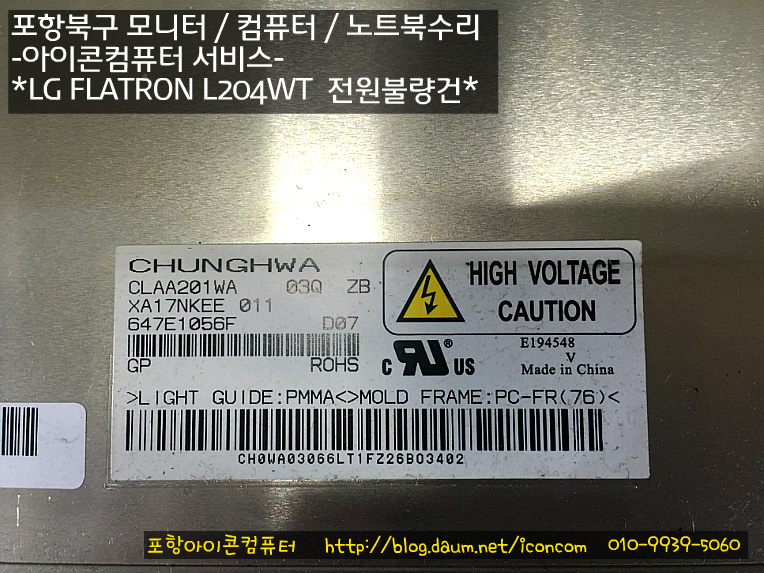 포항북구 모니터 / 컴퓨터 / 노트북수리
-아이콘컴퓨터 서비스-
*LG FLATRON L204WT 전원불량건*
CHUNGHWA
CLAA201WA 03Q ZB
XA17NKEE 011
647E1056F D07
GP ROHS
HIGH VOLTAGE
CAUTION
C RU US
E194548
V
Made in China
>LIGHT GUIDE:PMMA<>MOLD FRAME:PC-FR(76)<
CH0WA03066LT1FZ26B03402
포항아이콘컴퓨터 http://blog.daum.net/iconcom 010-9939-5060